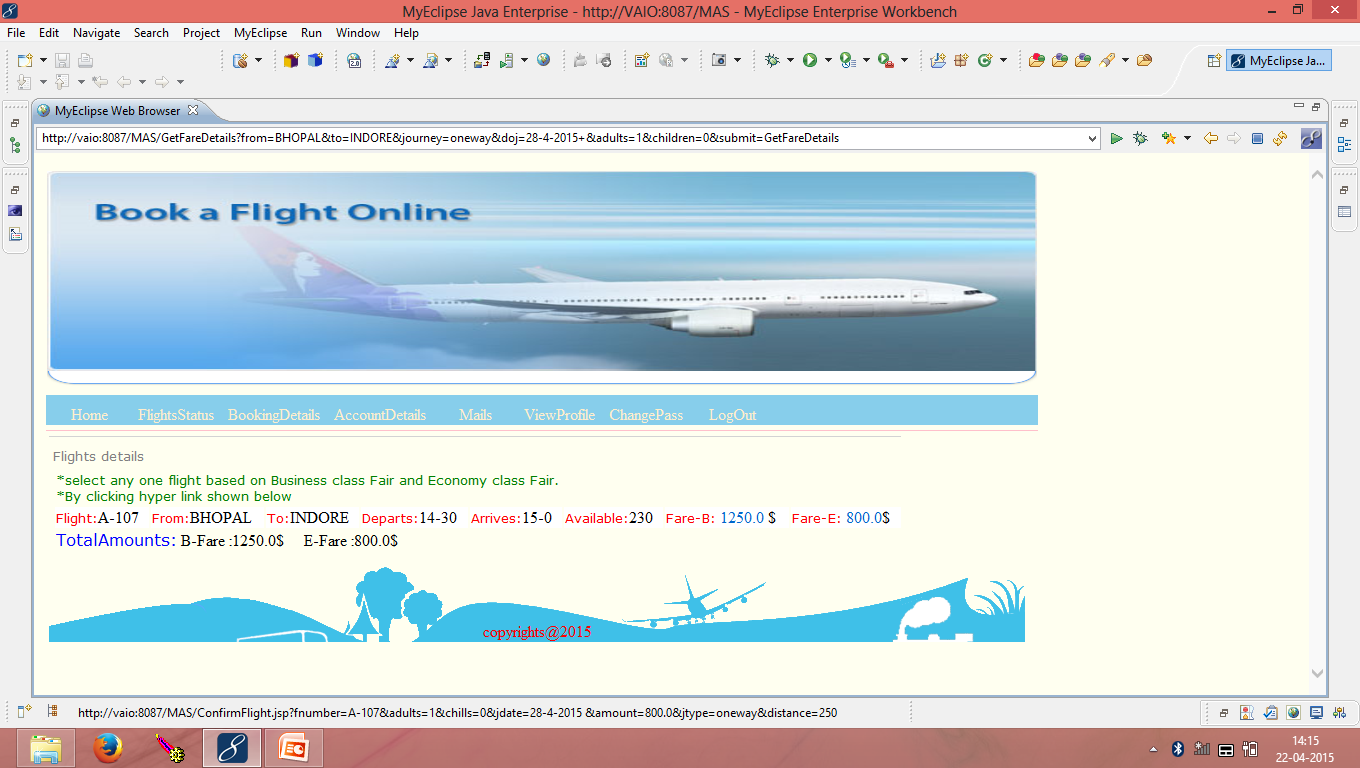 MyEclipse Java Enterprise - http://VAIO:8087/MAS - MyEclipse Enterprise Workbench
File Edit Navigate Search Project MyEclipse Run Window Help
2.0
MyEclipse Ja...
MyEclipse Web Browser
http://vaio:8087/MAS/GetFareDetails?from=BHOPAL&to=INDORE&journey=oneway&doj=28-4-2015+&adults=1&children=0&submit=GetFareDetails
Book a Flight Online
Home FlightsStatus BookingDetails AccountDetails Mails ViewProfile ChangePass LogOut
Flights details
*select any one flight based on Business class Fair and Economy class Fair.
*By clicking hyper link shown below
Flight:A-107 From:BHOPAL To:INDORE Departs:14-30 Arrives:15-0 Available:230 Fare-B: 1250.0 $ Fare-E: 800.0$
TotalAmounts: B-Fare :1250.0$ E-Fare :800.0$
copyrights@2015
http://vaio:8087/MAS/ConfirmFlight.jsp?fnumber=A-107&adults=1&chills=0&jdate=28-4-2015 &amount=800.0&jtype=oneway&distance=250
14:15
22-04-2015